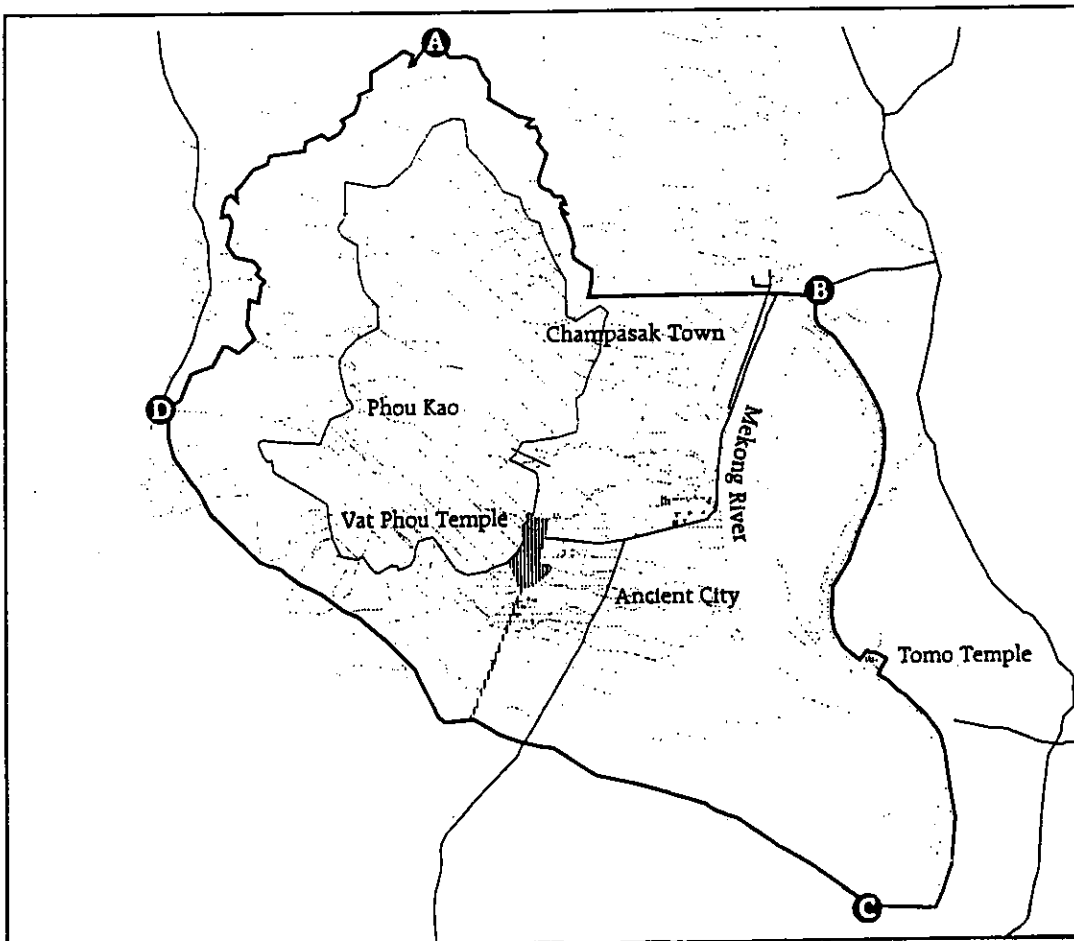 A
B
Champasak Town
D
Phou Kao
Mekong River
Vat Phou Temple
Ancient City
Tomo Temple
C